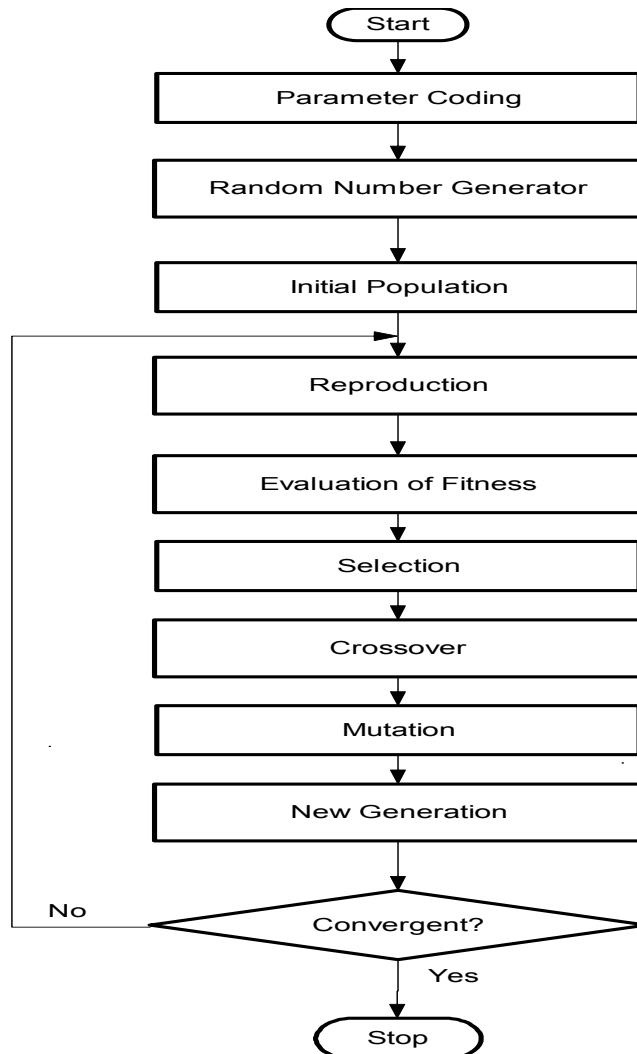 Start
Parameter Coding
Random Number Generator
Initial Population
Reproduction
Evaluation of Fitness
Selection
Crossover
Mutation
New Generation
No
Convergent?
Yes
Stop